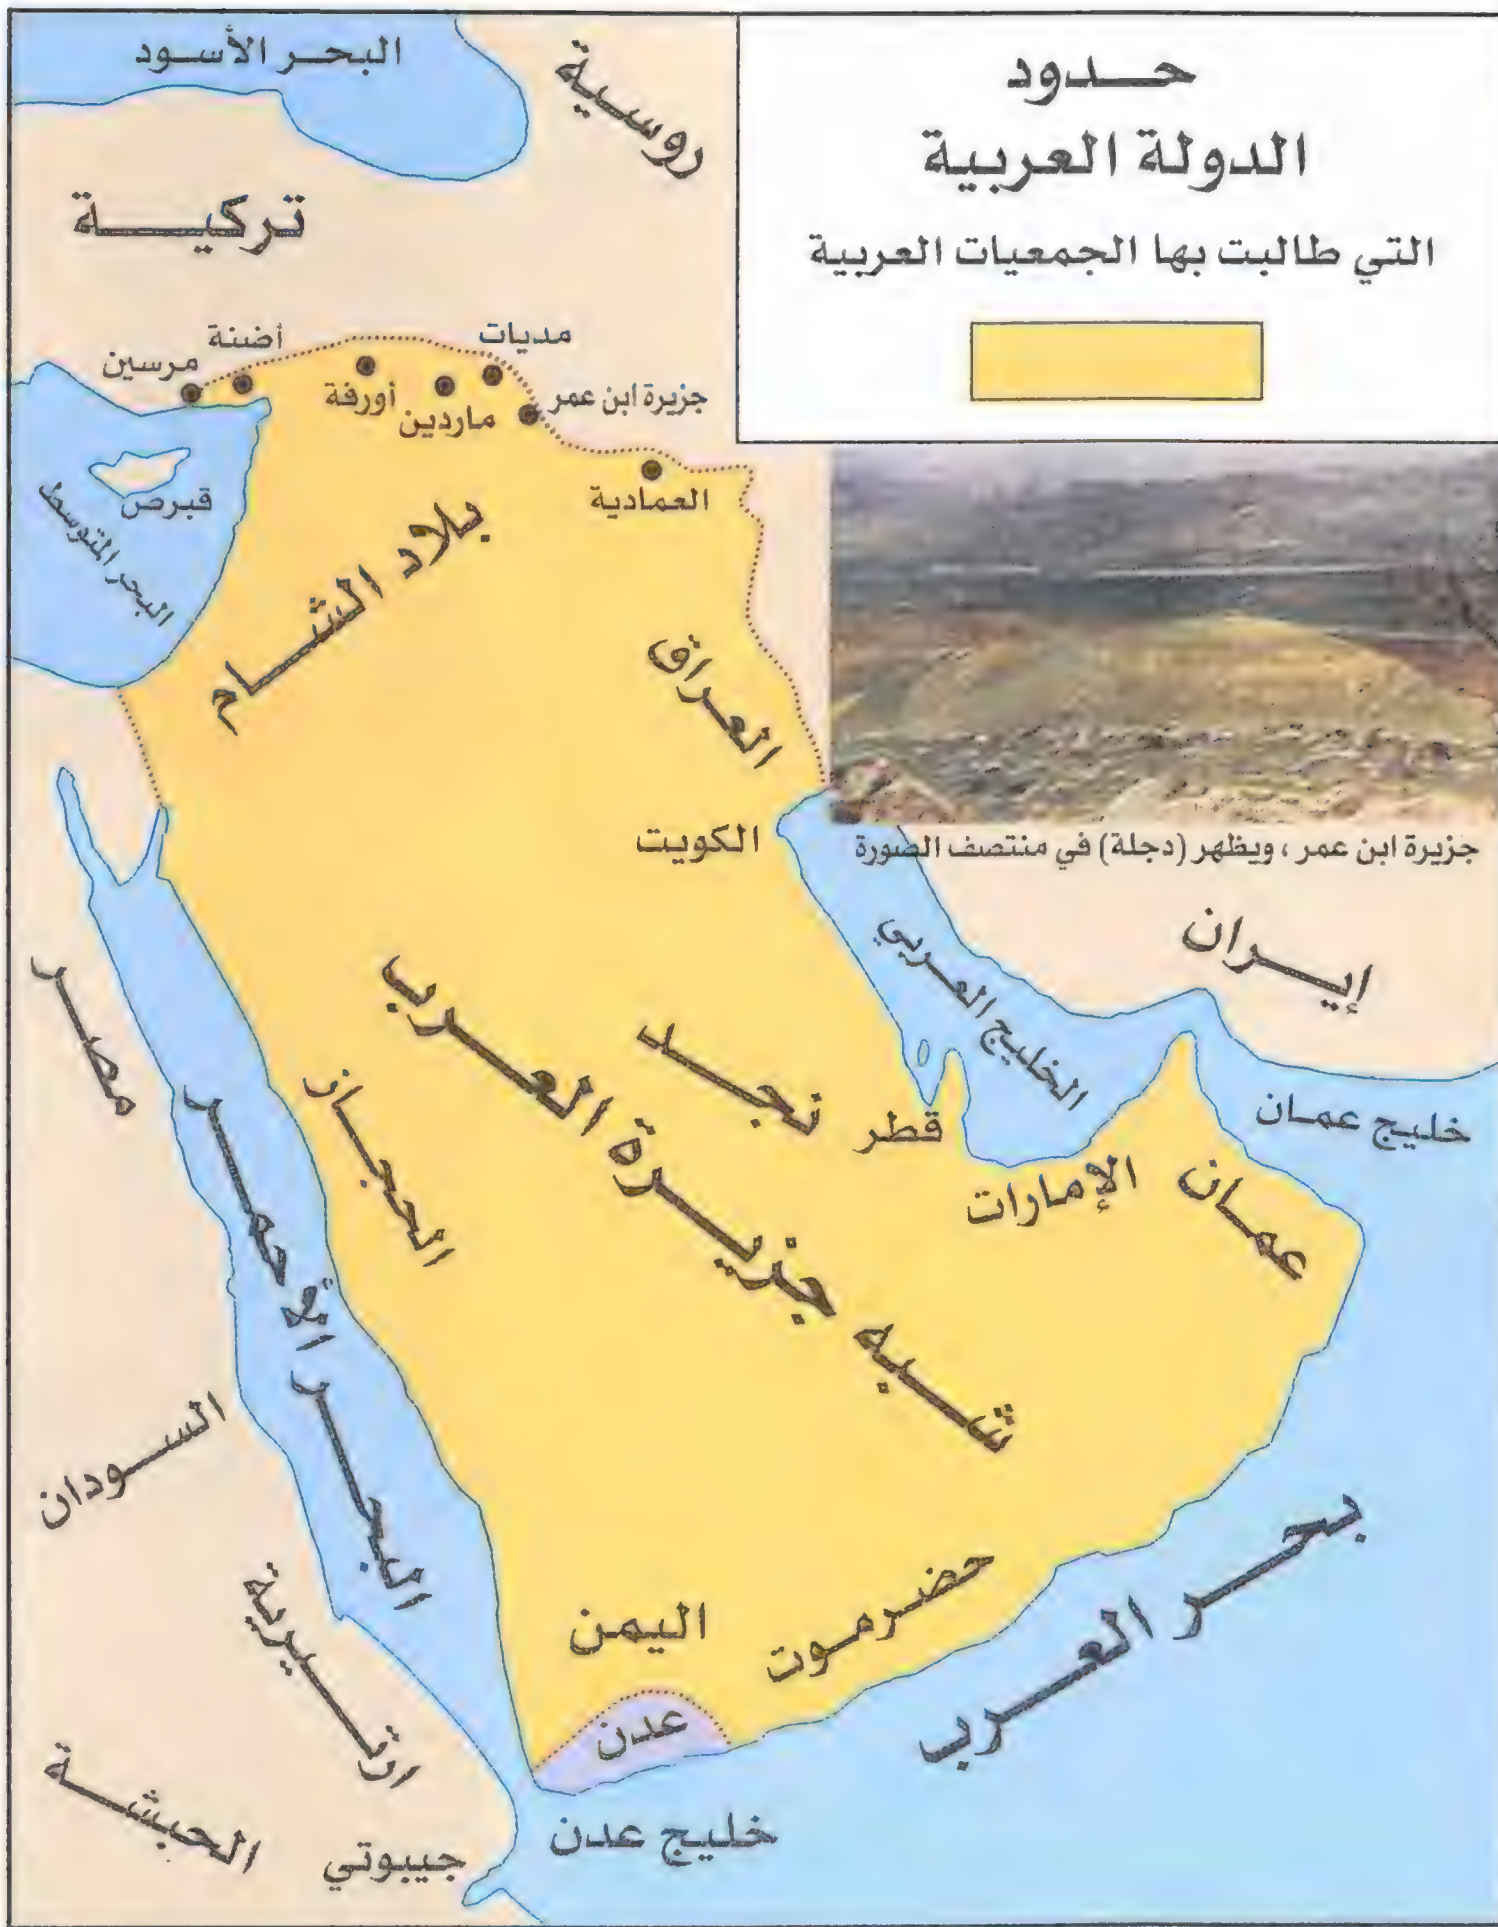 حدود
الدولة العربية
التي طالبت بها الجمعيات العربية
البحر الأسود
روسية
تركية
مديات
أضنة
مرسين
جزيرة ابن عمر
أورفة
ماردين
العمادية
قبرص
البحر المتوسط
بلاد الشام
العراق
الكويت
جزيرة ابن عمر ، ويظهر (دجلة) في منتصف الصورة
إيران
الخليج العربي
مصر
نجد
شبه جزيرة العرب
الحجاز
قطر
خليج عمان
الإمارات
عمان
البحر الأحمر
السودان
بحر العرب
حضرموت
اليمن
ارتيرية
عدن
الحبشة
خليج عدن
جيبوتي